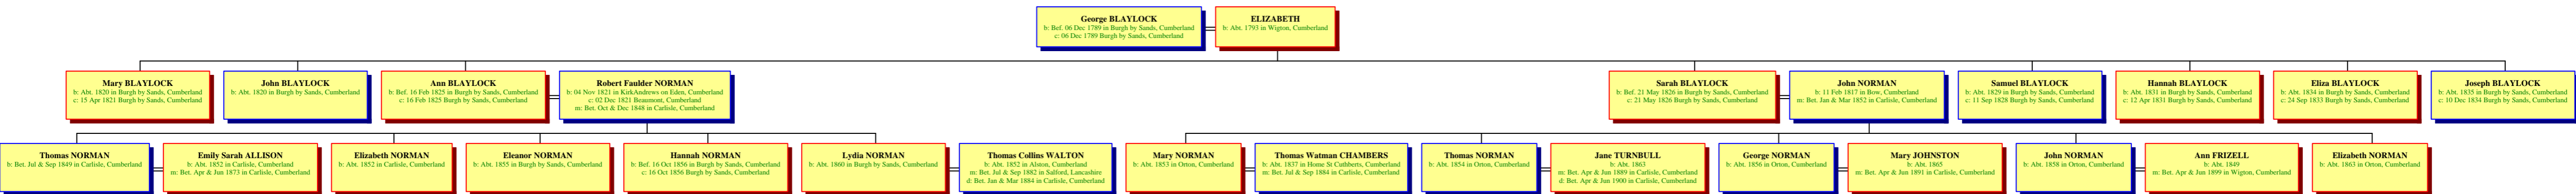 George BLAYLOCK
b: Bef. 06 Dec 1789 in Burgh by Sands, Cumberland
c: 06 Dec 1789 Burgh by Sands, Cumberland
ELIZABETH
b: Abt. 1793 in Wigton, Cumberland
Mary BLAYLOCK
b: Abt. 1820 in Burgh by Sands, Cumberland
c: 15 Apr 1821 Burgh by Sands, Cumberland
John BLAYLOCK
b: Abt. 1820 in Burgh by Sands, Cumberland
Ann BLAYLOCK
b: Bef. 16 Feb 1825 in Burgh by Sands, Cumberland
c: 16 Feb 1825 Burgh by Sands, Cumberland
Robert Faulder NORMAN
b: 04 Nov 1821 in KirkAndrews on Eden, Cumberland
c: 02 Dec 1821 Beaumont, Cumberland
m: Bet. Oct & Dec 1848 in Carlisle, Cumberland
Sarah BLAYLOCK
b: Bef. 21 May 1826 in Burgh by Sands, Cumberland
c: 21 May 1826 Burgh by Sands, Cumberland
John NORMAN
b: 11 Feb 1817 in Bow, Cumberland
m: Bet. Jan & Mar 1852 in Carlisle, Cumberland
Samuel BLAYLOCK
b: Abt. 1829 in Burgh by Sands, Cumberland
c: 11 Sep 1828 Burgh by Sands, Cumberland
Hannah BLAYLOCK
b: Abt. 1831 in Burgh by Sands, Cumberland
c: 12 Apr 1831 Burgh by Sands, Cumberland
Eliza BLAYLOCK
b: Abt. 1834 in Burgh by Sands, Cumberland
c: 24 Sep 1833 Burgh by Sands, Cumberland
Joseph BLAYLOCK
b: Abt. 1835 in Burgh by Sands, Cumberland
c: 10 Dec 1834 Burgh by Sands, Cumberland
Thomas NORMAN
b: Bet. Jul & Sep 1849 in Carlisle, Cumberland
Emily Sarah ALLISON
b: Abt. 1852 in Carlisle, Cumberland
m: Bet. Apr & Jun 1873 in Carlisle, Cumberland
Elizabeth NORMAN
b: Abt. 1852 in Carlisle, Cumberland
Eleanor NORMAN
b: Abt. 1855 in Burgh by Sands, Cumberland
Hannah NORMAN
b: Bef. 16 Oct 1856 in Burgh by Sands, Cumberland
c: 16 Oct 1856 Burgh by Sands, Cumberland
Lydia NORMAN
b: Abt. 1860 in Burgh by Sands, Cumberland
Thomas Collins WALTON
b: Abt. 1852 in Alston, Cumberland
m: Bet. Jul & Sep 1882 in Salford, Lancashire
d: Bet. Jan & Mar 1884 in Carlisle, Cumberland
Mary NORMAN
b: Abt. 1853 in Orton, Cumberland
Thomas Watman CHAMBERS
b: Abt. 1837 in Home St Cuthberts, Cumberland
m: Bet. Jul & Sep 1884 in Carlisle, Cumberland
Thomas NORMAN
b: Abt. 1854 in Orton, Cumberland
Jane TURNBULL
b: Abt. 1863
m: Bet. Apr & Jun 1889 in Carlisle, Cumberland
d: Bet. Apr & Jun 1900 in Carlisle, Cumberland
George NORMAN
b: Abt. 1856 in Orton, Cumberland
Mary JOHNSTON
b: Abt. 1865
m: Bet. Apr & Jun 1891 in Carlisle, Cumberland
John NORMAN
b: Abt. 1858 in Orton, Cumberland
Ann FRIZELL
b: Abt. 1849
m: Bet. Apr & Jun 1899 in Wigton, Cumberland
Elizabeth NORMAN
b: Abt. 1863 in Orton, Cumberland